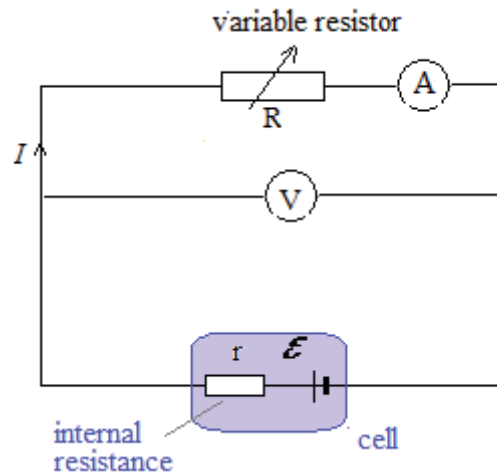 variable resistor
A
R
I
V
r
ℰ
internal
resistance
cell